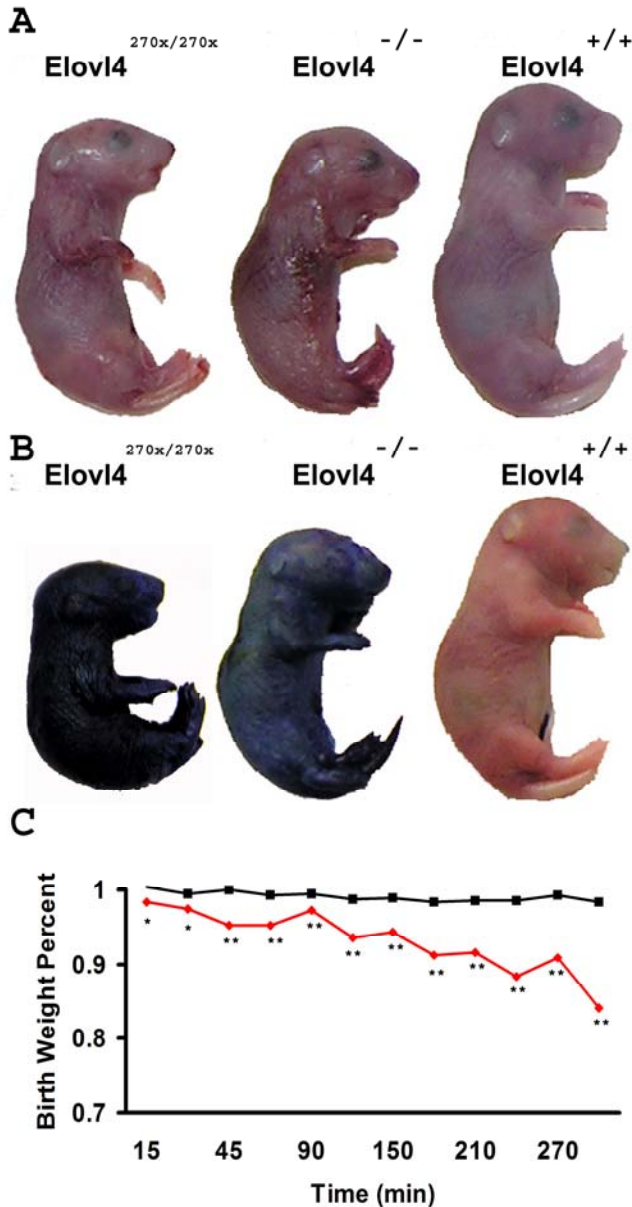 A
270x/270x -/- +/+
Elovl4 Elovl4 Elovl4
B
270x/270x -/- +/+
Elovl4 Elovl4 Elovl4
C
Birth Weight Percent
1
0.9
0.8
0.7
* * ** ** ** ** ** ** ** ** ** **
15 45 90 150 210 270
Time (min)